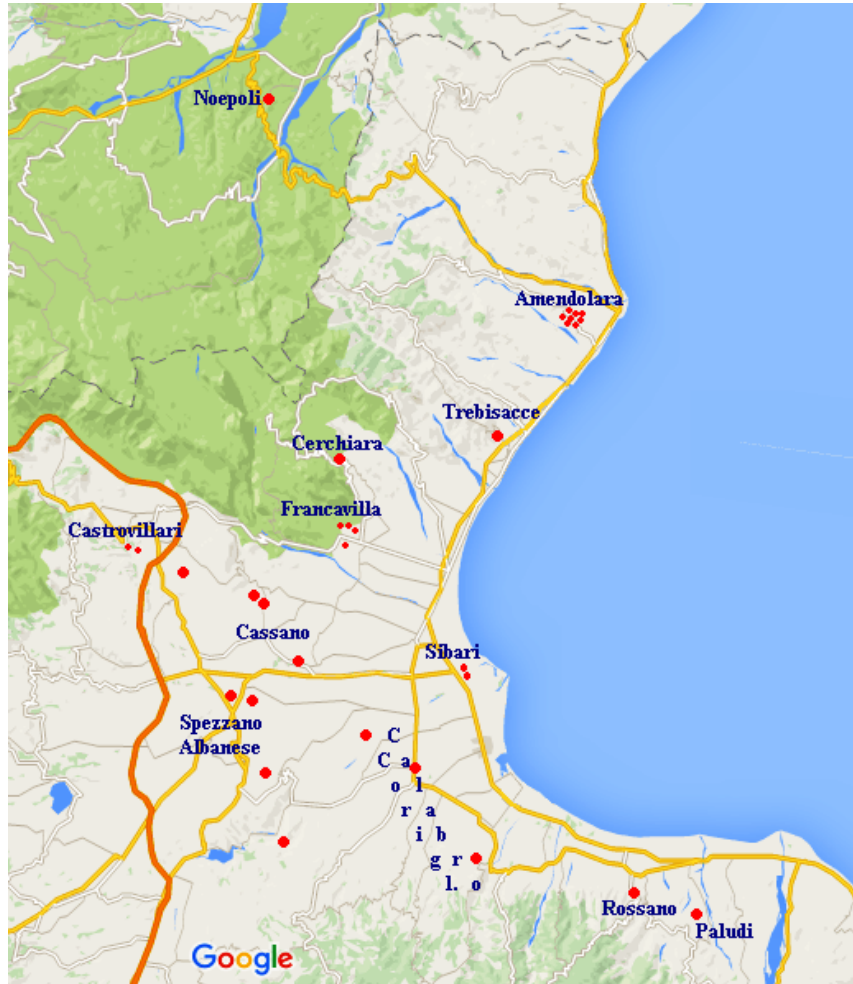 Noepoli
Amendolara
Trebisacce
Cerchiara
Francavilla
Castrovillari
Cassano
Sibari
Spezzano
Albanese
Corigl.
Calabro
Rossano
Paludi
Google